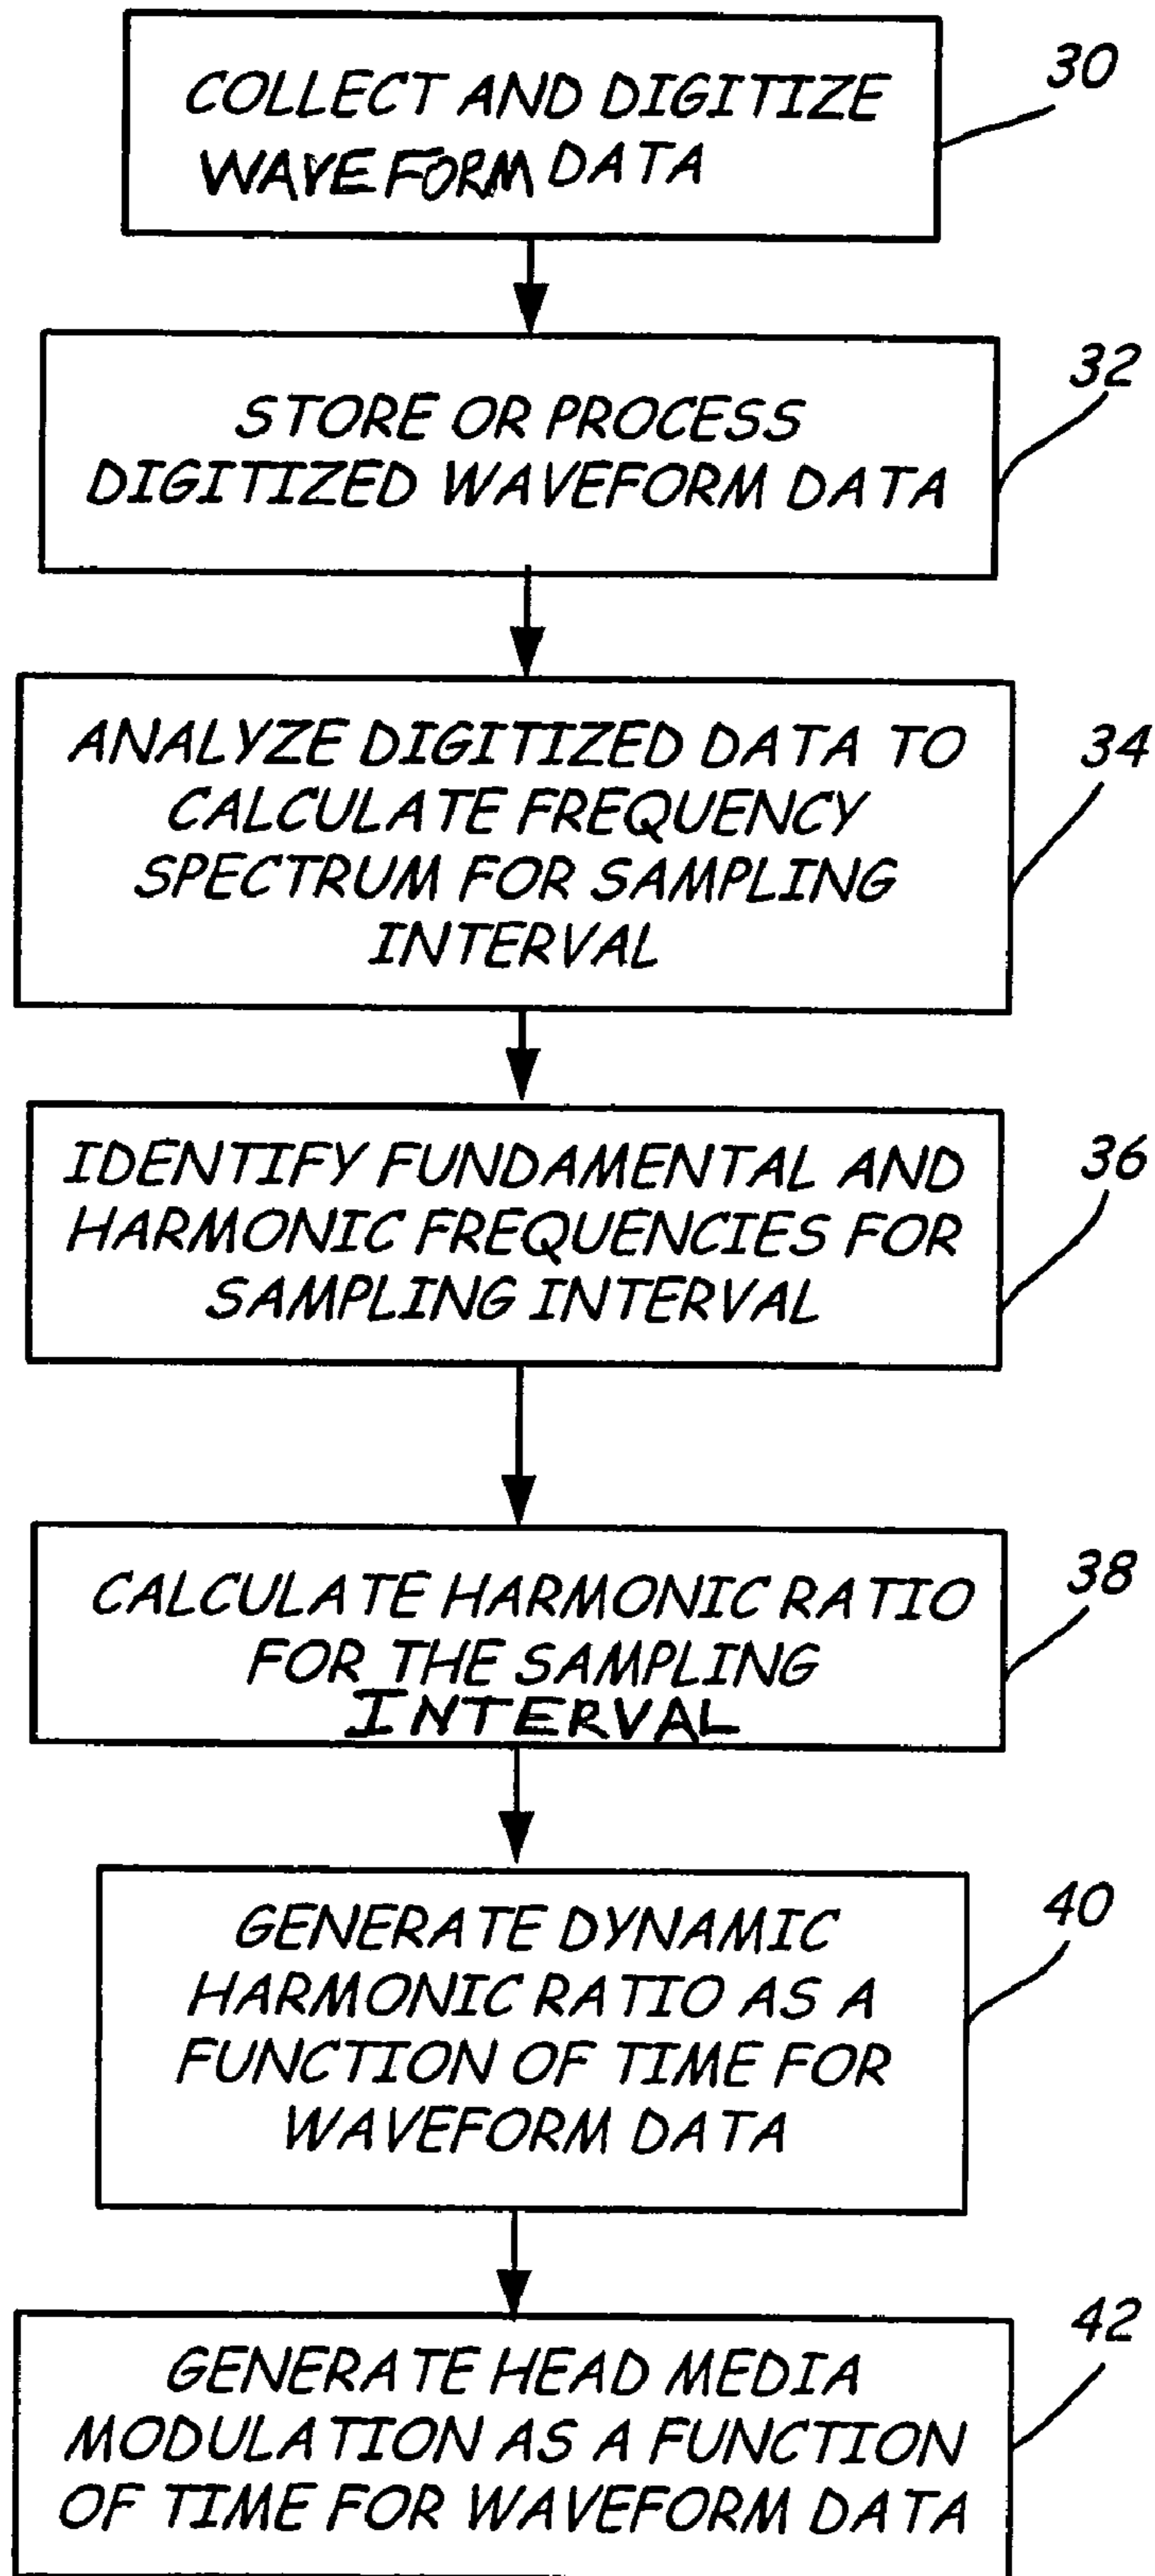 COLLECT AND DIGITIZE
WAVEFORM DATA
30
STORE OR PROCESS
DIGITIZED WAVEFORM DATA
32
ANALYZE DIGITIZED DATA TO
CALCULATE FREQUENCY
SPECTRUM FOR SAMPLING
INTERVAL
34
IDENTIFY FUNDAMENTAL AND
HARMONIC FREQUENCIES FOR
SAMPLING INTERVAL
36
CALCULATE HARMONIC RATIO
FOR THE SAMPLING
INTERVAL
38
GENERATE DYNAMIC
HARMONIC RATIO AS A
FUNCTION OF TIME FOR
WAVEFORM DATA
40
GENERATE HEAD MEDIA
MODULATION AS A FUNCTION
OF TIME FOR WAVEFORM DATA
42